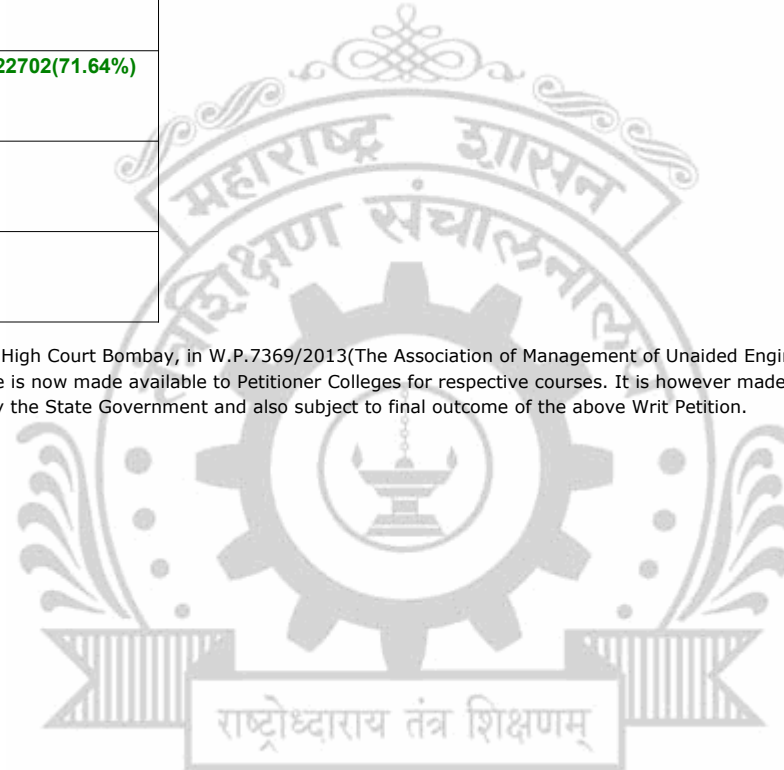 22702(71.64%)
महाराष्ट्र शासन
तंत्रशिक्षण संचालनालय
High Court Bombay, in W.P.7369/2013(The Association of Management of Unaided Engi
e is now made available to Petitioner Colleges for respective courses. It is however made
y the State Government and also subject to final outcome of the above Writ Petition.
राष्ट्रोध्दाराय तंत्र शिक्षणम्